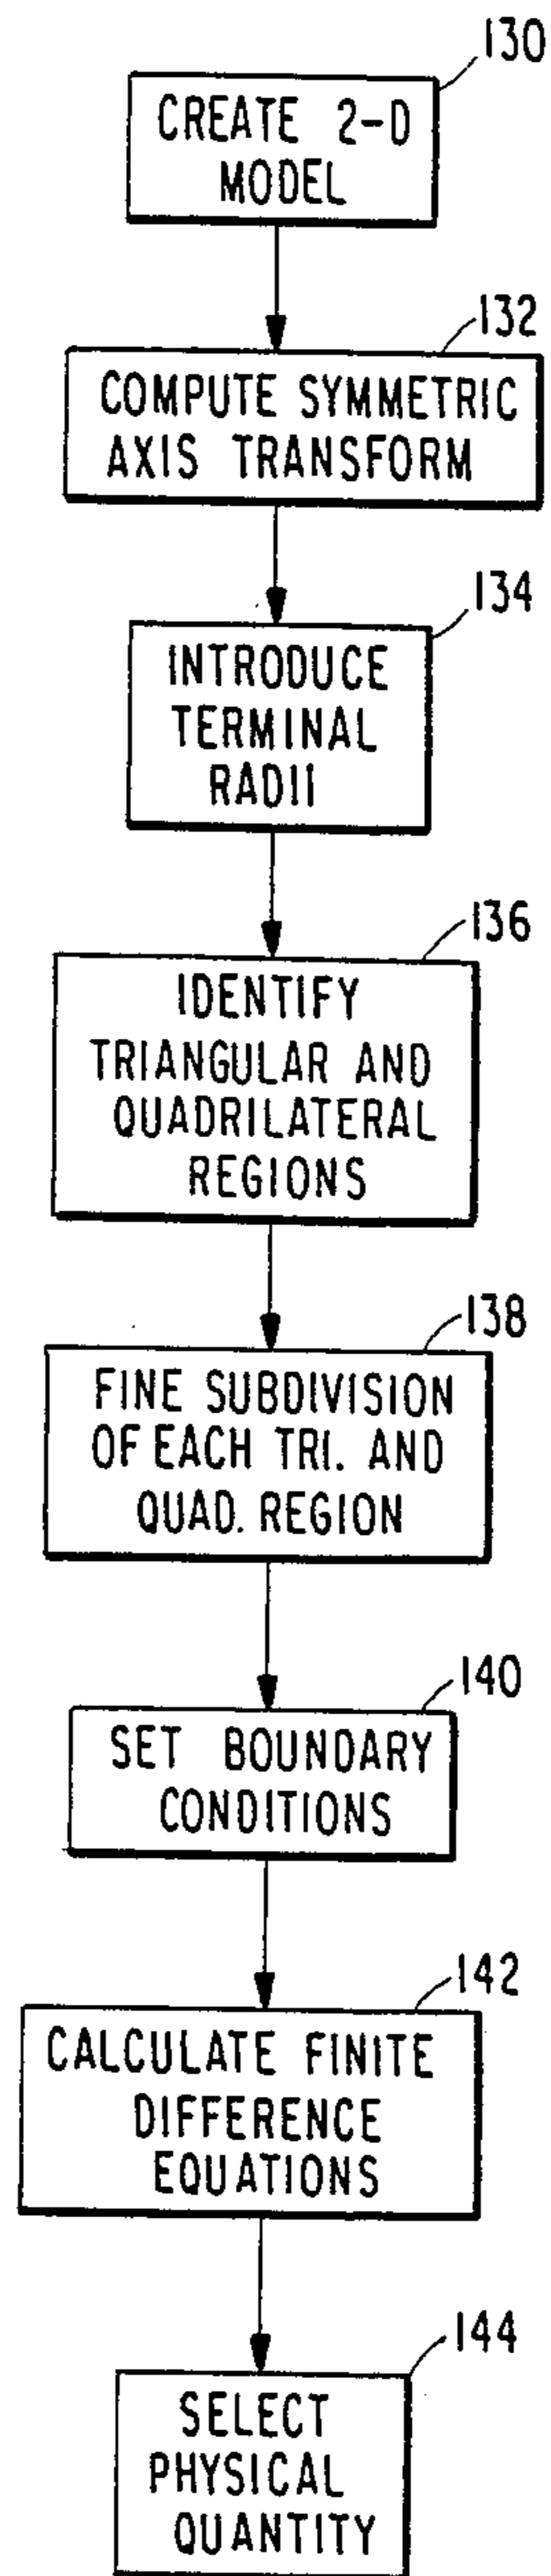 130
CREATE 2-D
MODEL
132
COMPUTE SYMMETRIC
AXIS TRANSFORM
134
INTRODUCE
TERMINAL
RADII
136
IDENTIFY
TRIANGULAR AND
QUADRILATERAL
REGIONS
138
FINE SUBDIVISION
OF EACH TRI. AND
QUAD. REGION
140
SET BOUNDARY
CONDITIONS
142
CALCULATE FINITE
DIFFERENCE
EQUATIONS
144
SELECT
PHYSICAL
QUANTITY